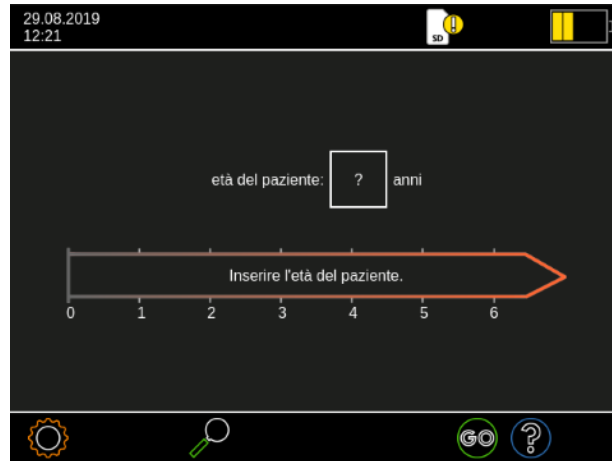 29.08.2019
12:21
SD
età del paziente: ? anni
Inserire l'età del paziente.
0 1 2 3 4 5 6
GO ?